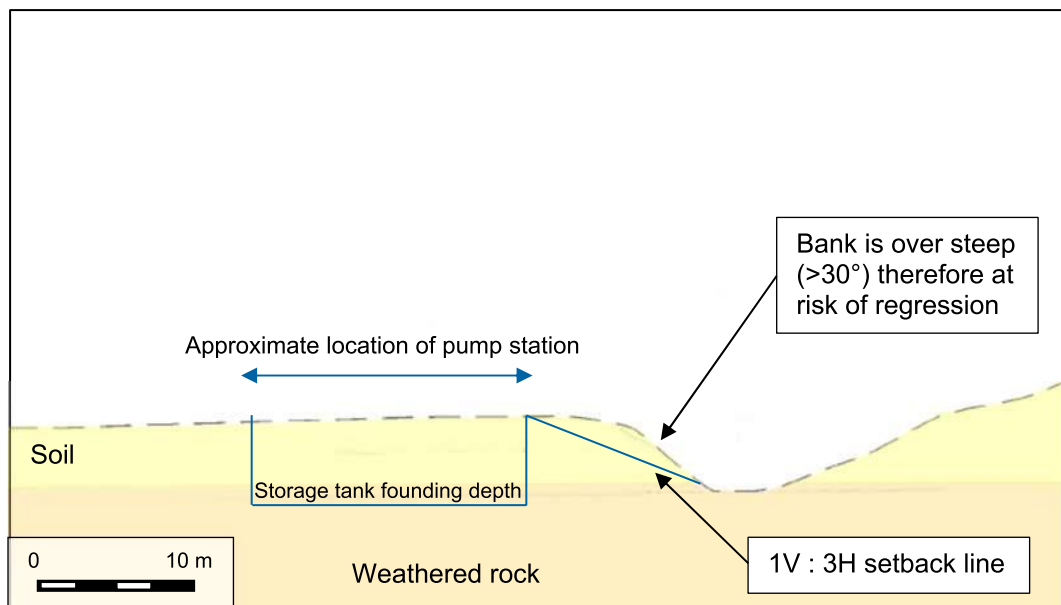 Bank is over steep
(>30°) therefore at
risk of regression
Approximate location of pump station
Soil
Storage tank founding depth
0 10 m
1V : 3H setback line
Weathered rock